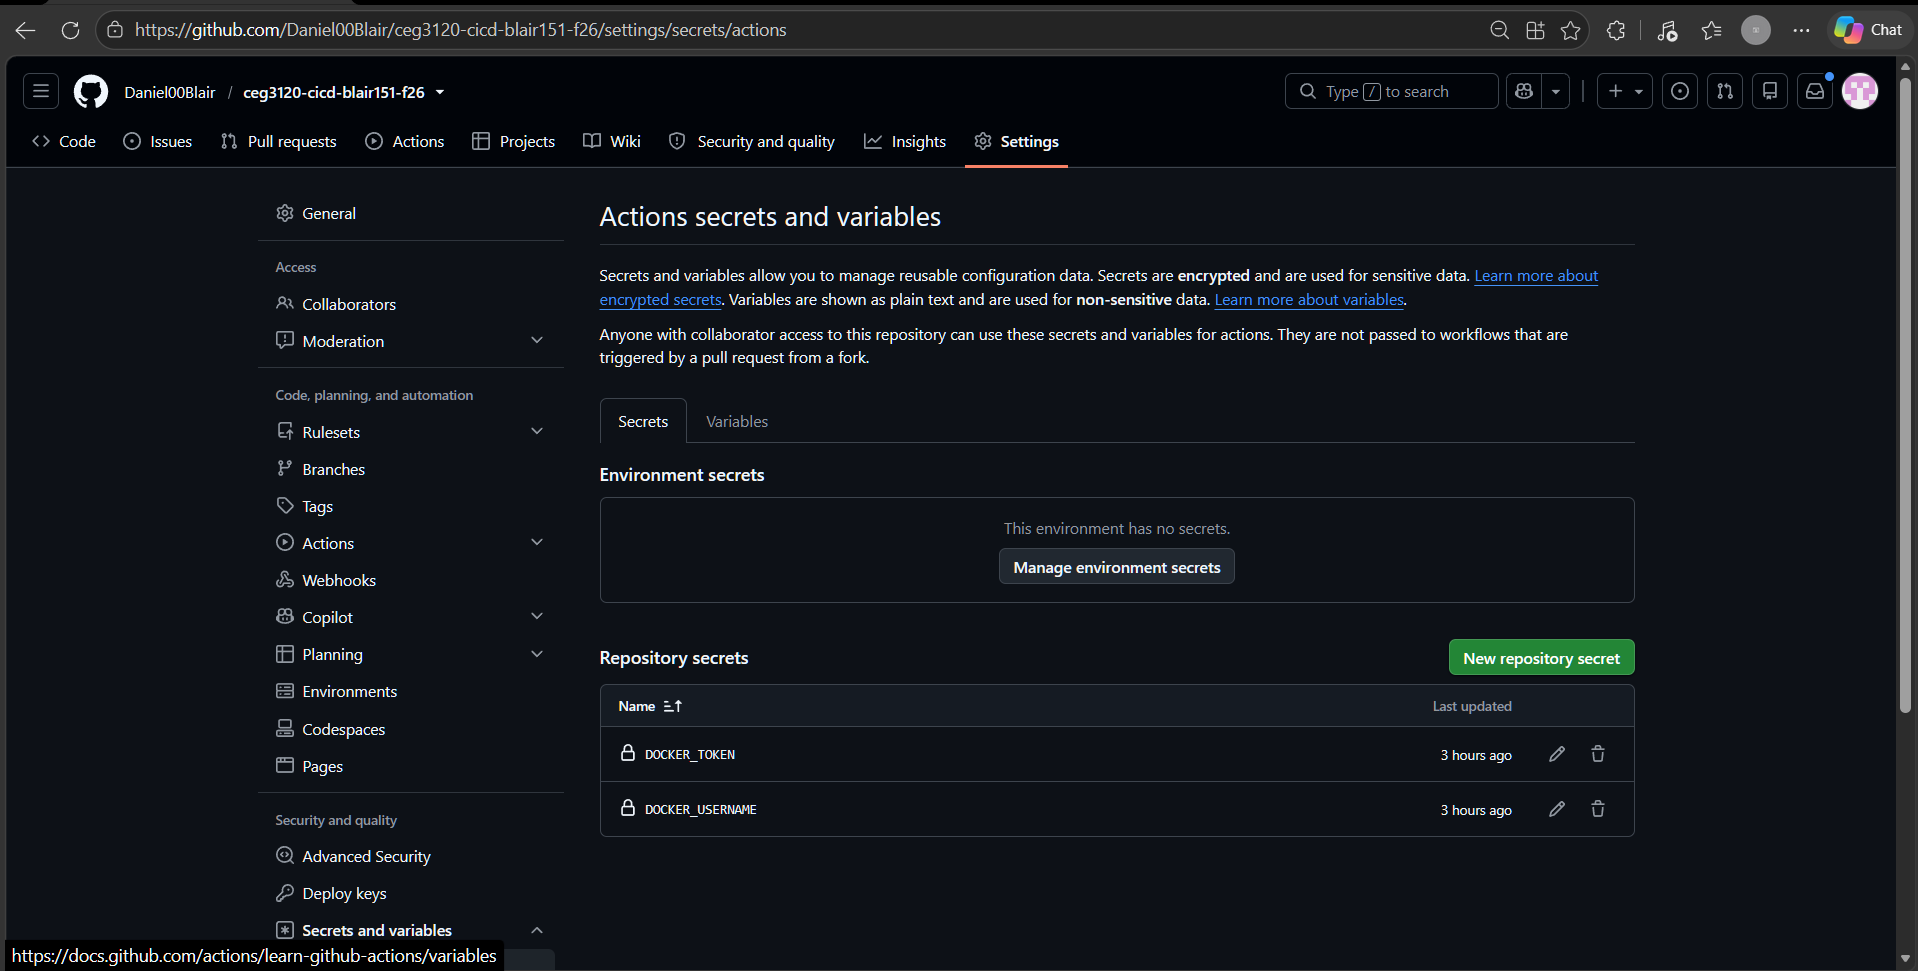 https://github.com/Daniel00Blair/ceg3120-cicd-blair151-f26/settings/secrets/actions
Chat
Daniel00Blair / ceg3120-cicd-blair151-f26
Type / to search
Code
Issues
Pull requests
Actions
Projects
Wiki
Security and quality
Insights
Settings
General
Access
Collaborators
Moderation
Code, planning, and automation
Rulesets
Branches
Tags
Actions
Webhooks
Copilot
Planning
Environments
Codespaces
Pages
Security and quality
Advanced Security
Deploy keys
Secrets and variables
Actions secrets and variables
Secrets and variables allow you to manage reusable configuration data. Secrets are encrypted and are used for sensitive data. Learn more about
encrypted secrets. Variables are shown as plain text and are used for non-sensitive data. Learn more about variables.
Anyone with collaborator access to this repository can use these secrets and variables for actions. They are not passed to workflows that are
triggered by a pull request from a fork.
Secrets
Variables
Environment secrets
This environment has no secrets.
Manage environment secrets
Repository secrets
New repository secret
Name
Last updated
DOCKER_TOKEN
3 hours ago
DOCKER_USERNAME
3 hours ago
https://docs.github.com/actions/learn-github-actions/variables